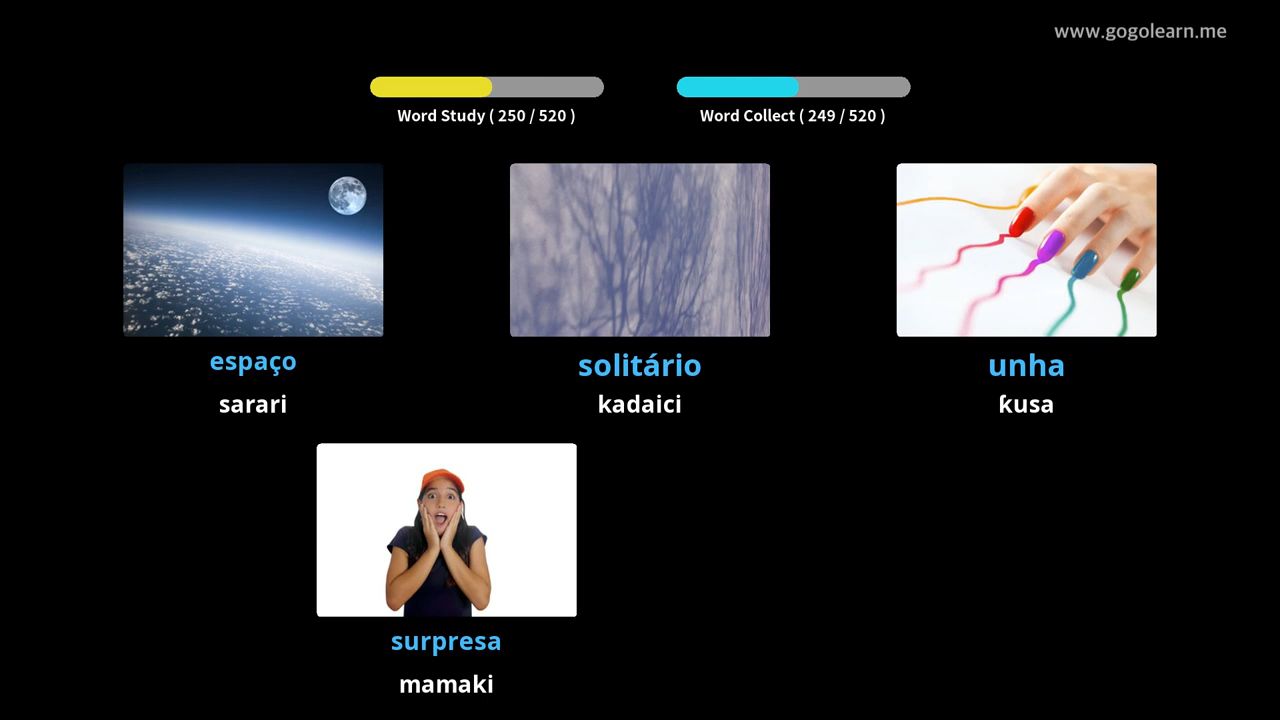 www.gogolearn.me
Word Study ( 250 / 520 )
Word Collect ( 249 / 520 )
espaço
sarari
solitário
kadaici
unha
ƙusa
surpresa
mamaki